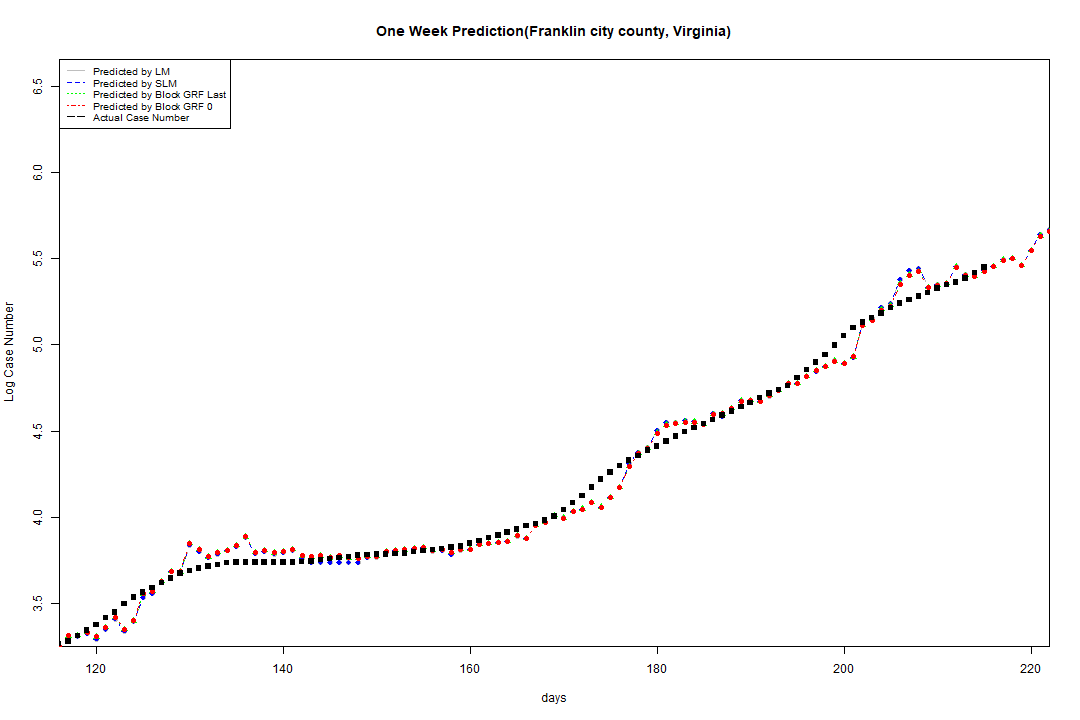 One Week Prediction(Franklin city county, Virginia)
Predicted by LM
Predicted by SLM
Predicted by Block GRF Last
Predicted by Block GRF 0
Actual Case Number
6.5
6.0
5.5
5.0
4.5
4.0
3.5
Log Case Number
120 140 160 180 200 220
days